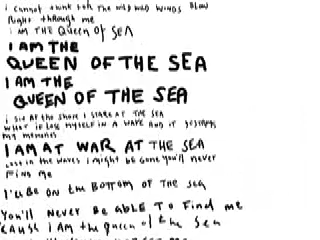 i cannot think for the wild wild winds blow
Right through me
i AM THE Queen OF SEA
I AM THE
QUEEN OF THE SEA
I AM THE
QUEEN OF THE SEA
i sit at the shore i stare at the sea
WHAT IF I lose MYSELF IN A WAVE AND IT
my memories
I AM AT WAR AT THE SEA
Lost in the waves i might be gone you'll never
Find me
I'll BE ON the BOTTOM OF THE SEA
You'll never Be ABLE TO Find me
'CAUSE i AM the queen of the Sea